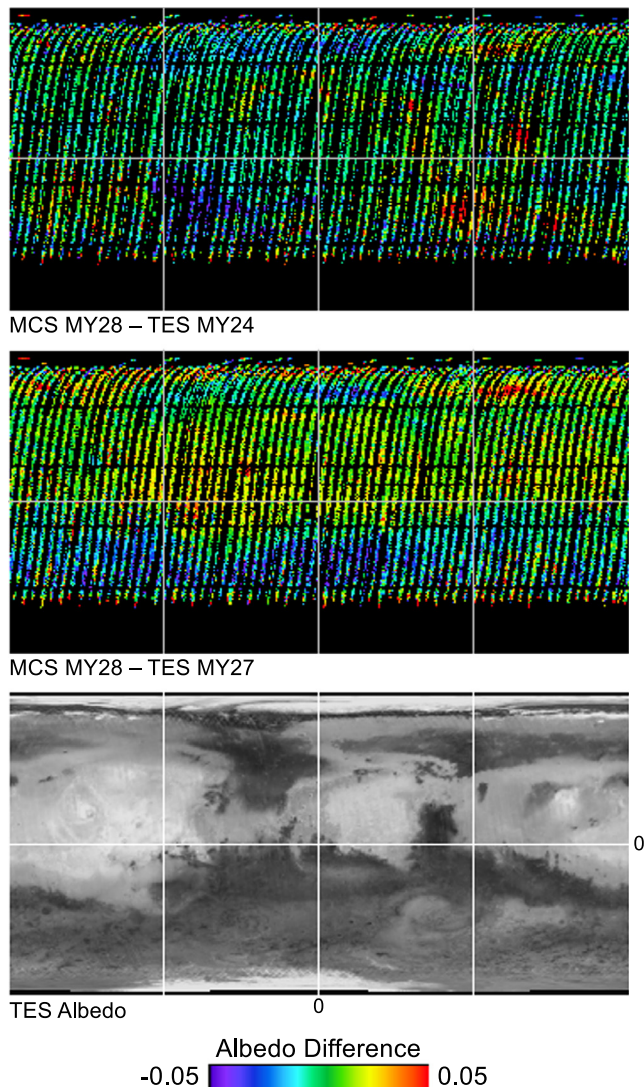 MCS MY28 – TES MY24
MCS MY28 – TES MY27
0
TES Albedo
0
Albedo Difference
-0.05 0.05